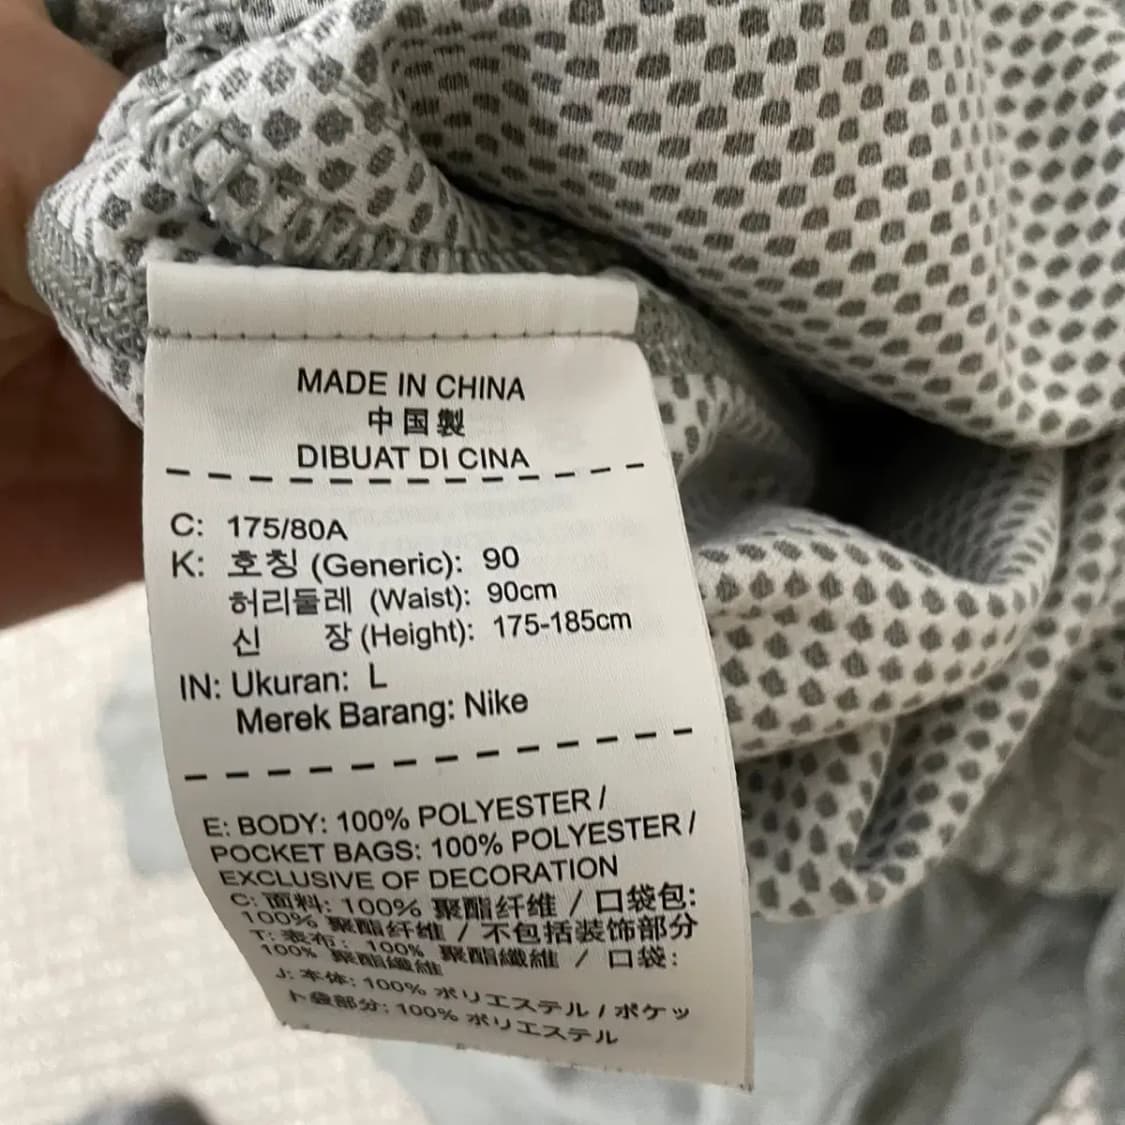 MADE IN CHINA
中国製
DIBUAT DI CINA
C: 175/80A
K: 호칭 (Generic): 90
허리둘레 (Waist): 90cm
신 장 (Height): 175-185cm
IN: Ukuran: L
Merek Barang: Nike
E: BODY: 100% POLYESTER /
POCKET BAGS: 100% POLYESTER /
EXCLUSIVE OF DECORATION
C: 面料: 100% 聚酯纤维 / 口袋包:
100% 聚酯纤维 / 不包括装饰部分
T: 表布: 100% 聚酯纖維 / 口袋:
100% 聚酯纖維
J: 本体: 100% ポリエステル / ポケッ
ト袋部分: 100% ポリエステル